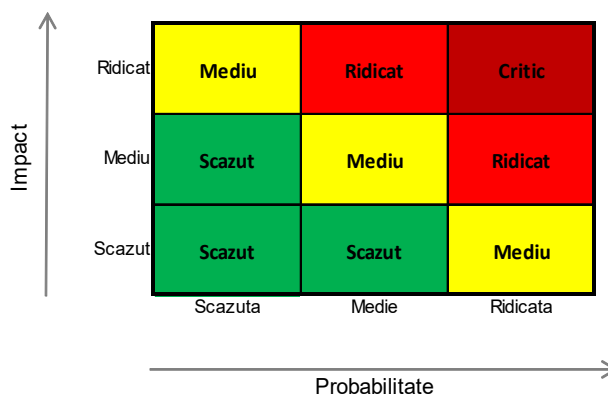 Impact
Ridicat Mediu Ridicat Critic
Mediu Scazut Mediu Ridicat
Scazut Scazut Scazut Mediu
Scazuta Medie Ridicata
Probabilitate